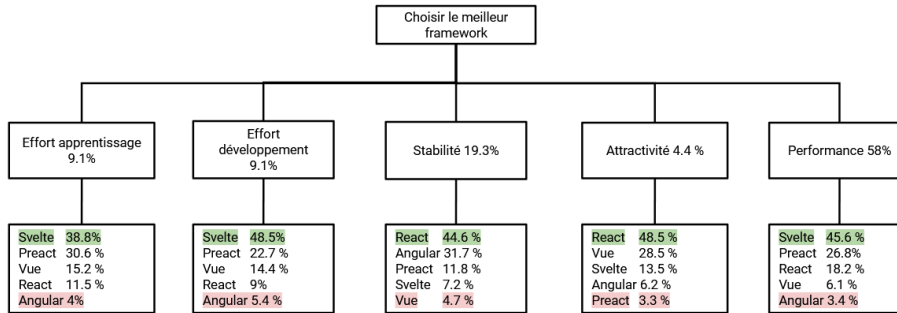 Choisir le meilleur
framework
Effort apprentissage
9.1%
Effort
développement
9.1%
Stabilité 19.3%
Attractivité 4.4 %
Performance 58%
Svelte 38.8%
Preact 30.6 %
Vue 15.2 %
React 11.5 %
Angular 4%
Svelte 48.5%
Preact 22.7 %
Vue 14.4 %
React 9%
Angular 5.4 %
React 44.6 %
Angular 31.7 %
Preact 11.8 %
Svelte 7.2 %
Vue 4.7 %
React 48.5 %
Vue 28.5 %
Svelte 13.5 %
Angular 6.2 %
Preact 3.3 %
Svelte 45.6 %
Preact 26.8%
React 18.2 %
Vue 6.1 %
Angular 3.4 %